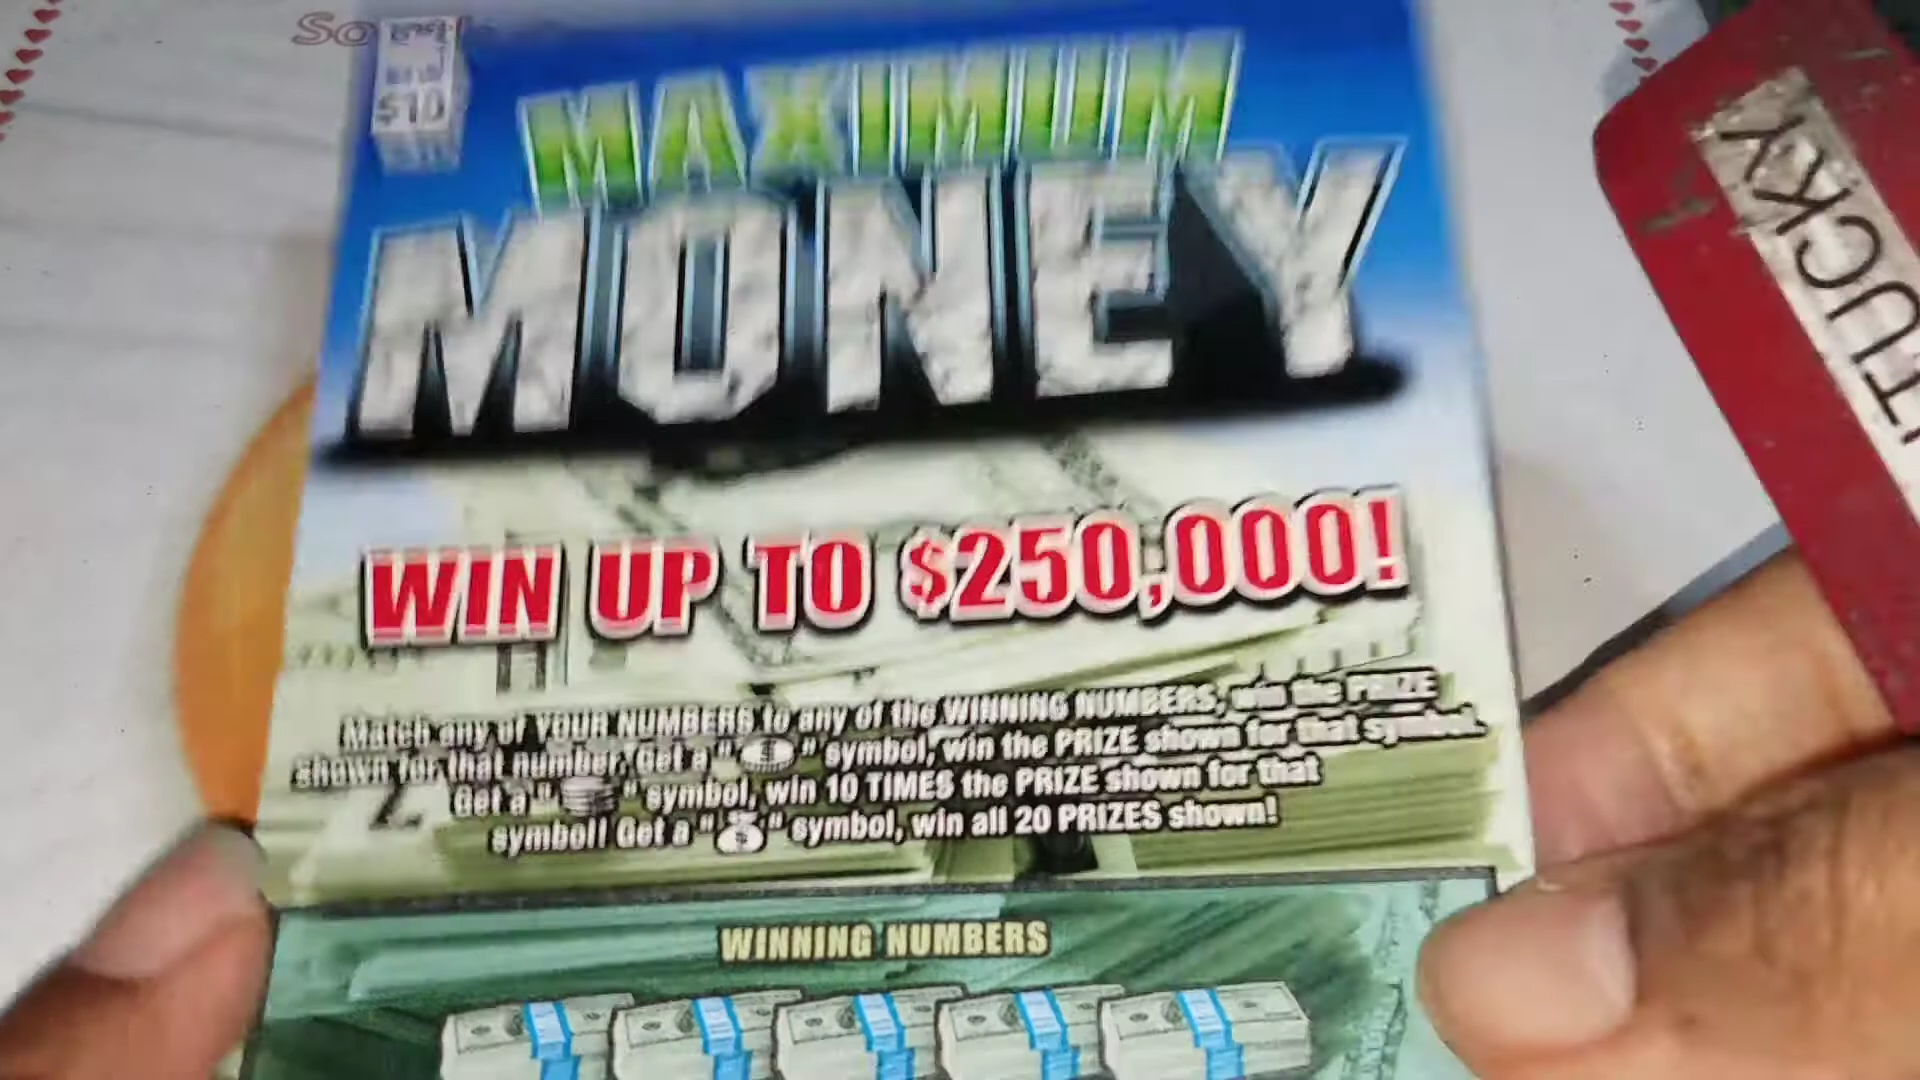 $10
MAXIMUM
MONEY
WIN UP TO $250,000!
Match any of YOUR NUMBERS to any of the WINNING NUMBERS, win the PRIZE
shown for that number. Get a " " symbol, win the PRIZE shown for that symbol.
Get a " " symbol, win 10 TIMES the PRIZE shown for that
symbol! Get a " " symbol, win all 20 PRIZES shown!
WINNING NUMBERS
TUCKY